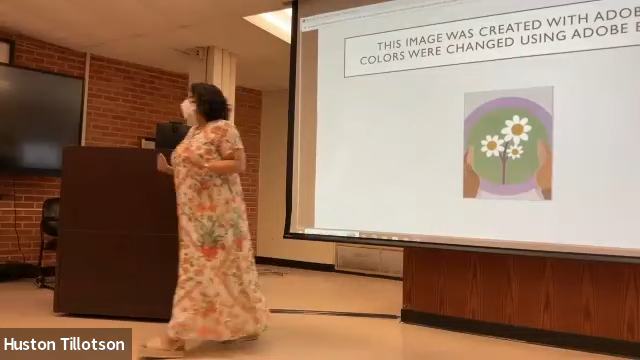 THIS IMAGE WAS CREATED WITH ADOB
COLORS WERE CHANGED USING ADOBE
Huston Tillotson